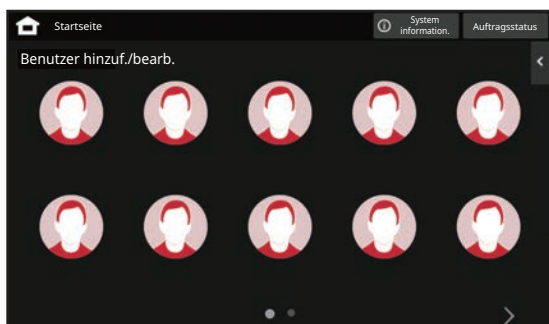 Startseite
System
information.
Auftragsstatus
Benutzer hinzuf./bearb.